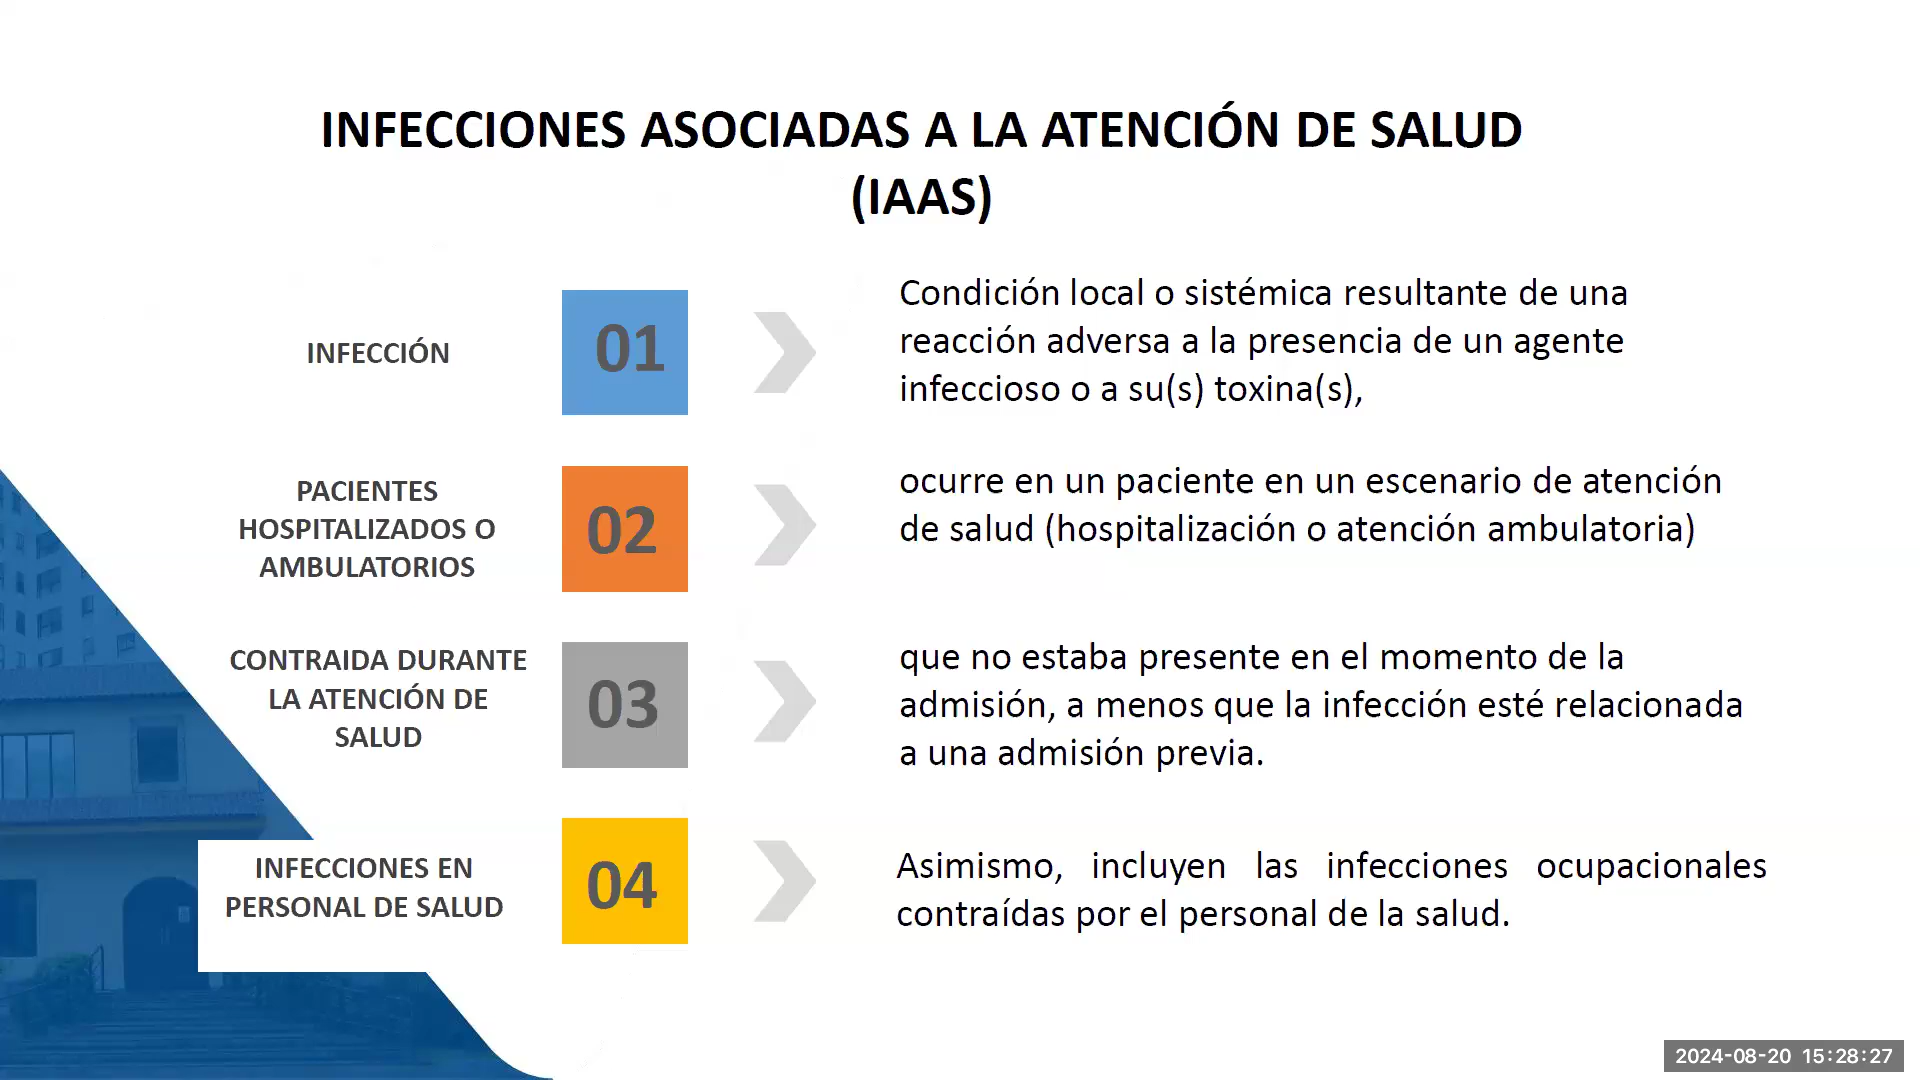 INFECCIONES ASOCIADAS A LA ATENCIÓN DE SALUD
(IAAS)
INFECCIÓN
01
Condición local o sistémica resultante de una
reacción adversa a la presencia de un agente
infeccioso o a su(s) toxina(s),
PACIENTES
HOSPITALIZADOS O
AMBULATORIOS
02
ocurre en un paciente en un escenario de atención
de salud (hospitalización o atención ambulatoria)
CONTRAIDA DURANTE
LA ATENCIÓN DE
SALUD
03
que no estaba presente en el momento de la
admisión, a menos que la infección esté relacionada
a una admisión previa.
INFECCIONES EN
PERSONAL DE SALUD
04
Asimismo, incluyen las infecciones ocupacionales
contraídas por el personal de la salud.
2024-08-20 15:28:27